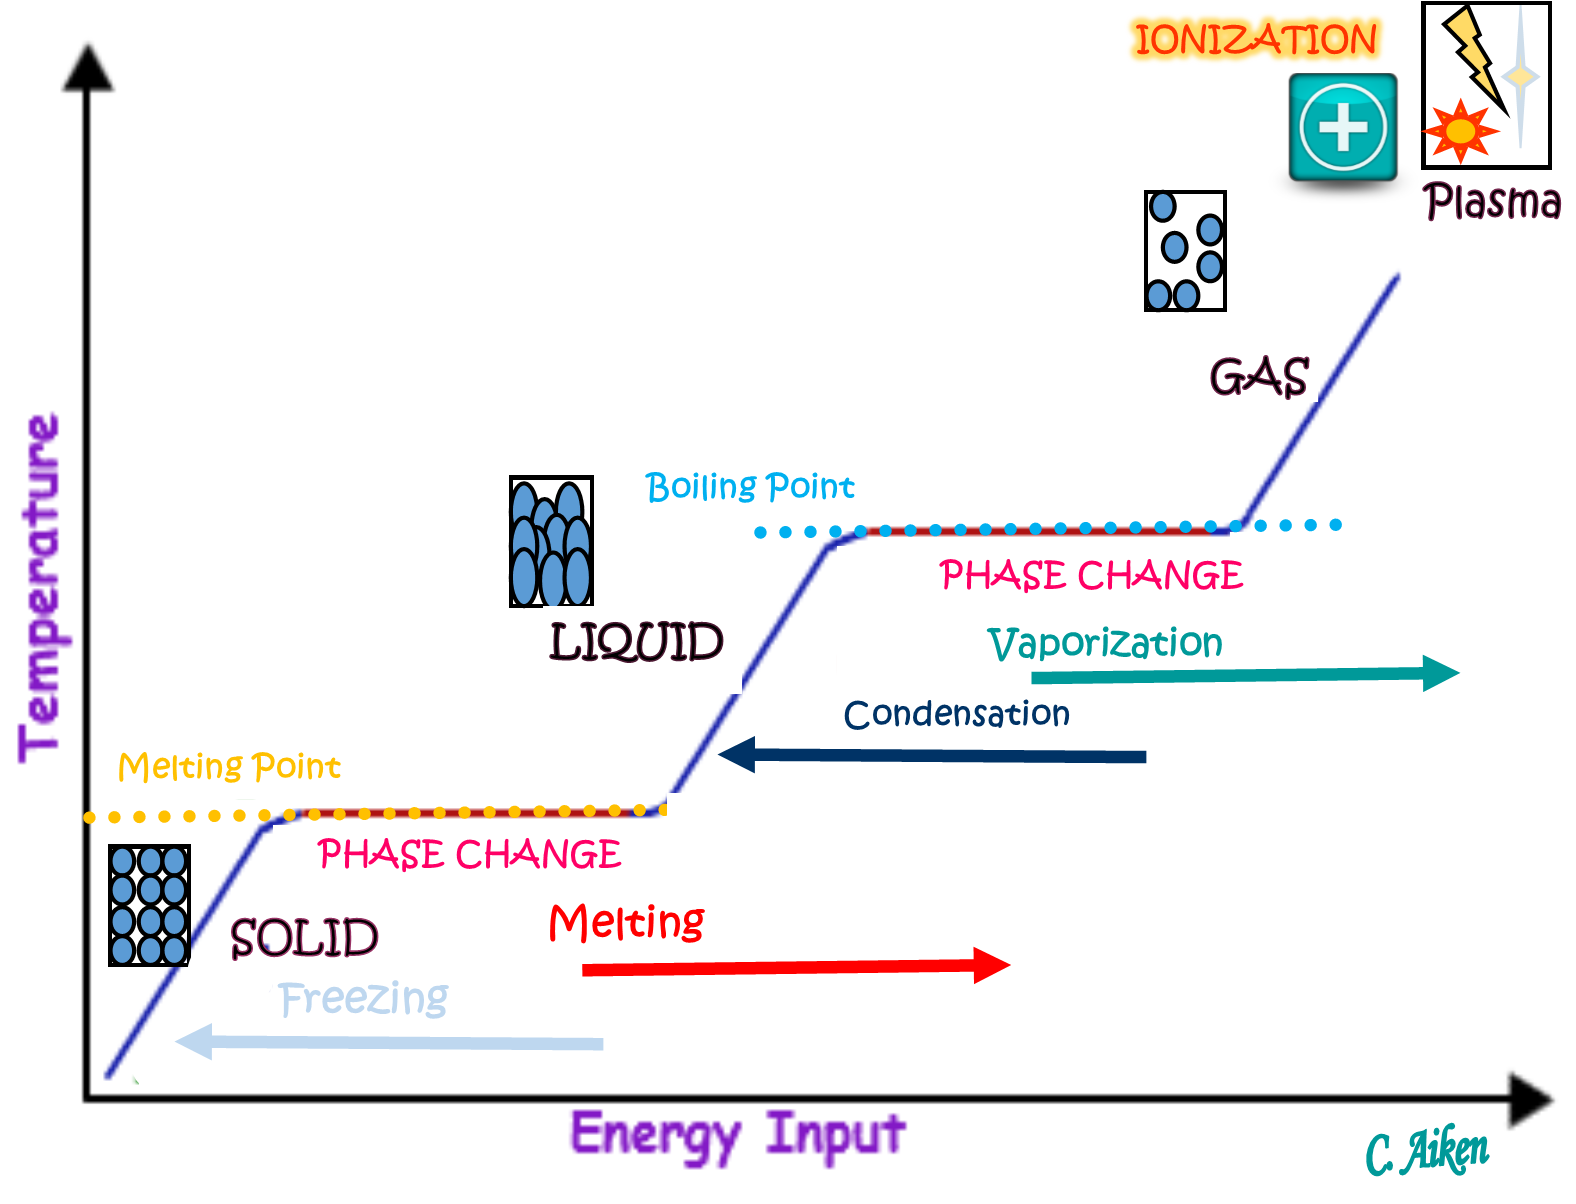 IONIZATION
Plasma
GAS
Boiling Point
PHASE CHANGE
LIQUID
Vaporization
Condensation
Temperature
Melting Point
PHASE CHANGE
SOLID
Melting
Freezing
Energy Input
C. Aiken